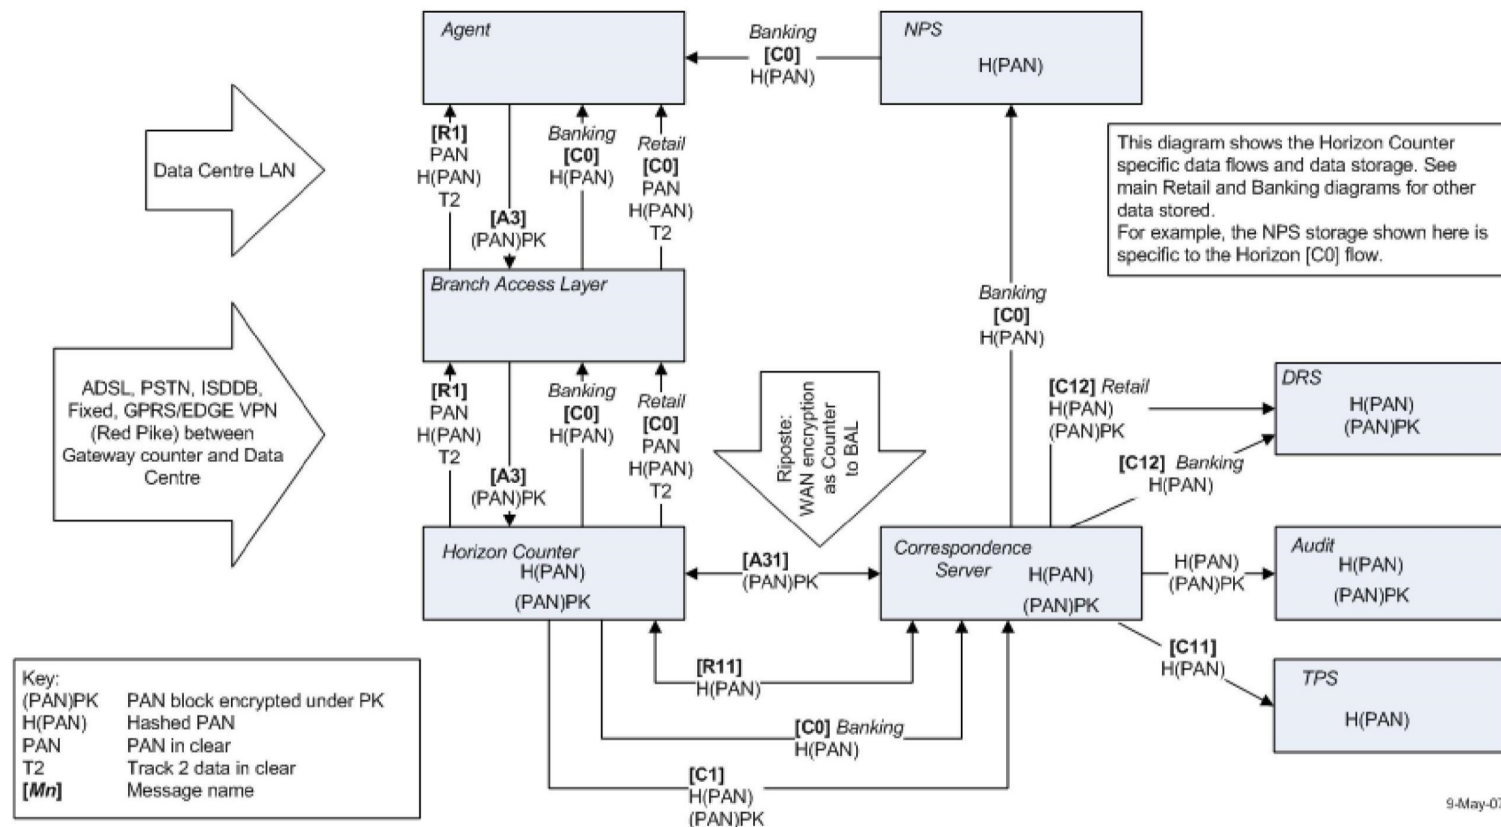 Agent
Banking
[C0]
H(PAN)
NPS
H(PAN)
Data Centre LAN
[R1]
PAN
H(PAN)
T2
[A3]
(PAN)PK
Banking
[C0]
H(PAN)
Retail
[C0]
PAN
H(PAN)
T2
This diagram shows the Horizon Counter
specific data flows and data storage. See
main Retail and Banking diagrams for other
data stored.
For example, the NPS storage shown here is
specific to the Horizon [C0] flow.
Branch Access Layer
Banking
[C0]
H(PAN)
ADSL, PSTN, ISDDB,
Fixed, GPRS/EDGE VPN
(Red Pike) between
Gateway counter and Data
Centre
[R1]
PAN
H(PAN)
T2
[A3]
(PAN)PK
Banking
[C0]
H(PAN)
Retail
[C0]
PAN
H(PAN)
T2
Riposte:
WAN encryption
as Counter
to BAL
[C12] Retail
H(PAN)
(PAN)PK
DRS
H(PAN)
(PAN)PK
[C12] Banking
H(PAN)
Horizon Counter
H(PAN)
(PAN)PK
[A31]
(PAN)PK
Correspondence
Server
H(PAN)
(PAN)PK
H(PAN)
(PAN)PK
Audit
H(PAN)
(PAN)PK
[R11]
H(PAN)
[C11]
H(PAN)
TPS
H(PAN)
[C0] Banking
H(PAN)
[C1]
H(PAN)
(PAN)PK
Key:
(PAN)PK PAN block encrypted under PK
H(PAN) Hashed PAN
PAN PAN in clear
T2 Track 2 data in clear
[Mn] Message name
9-May-07